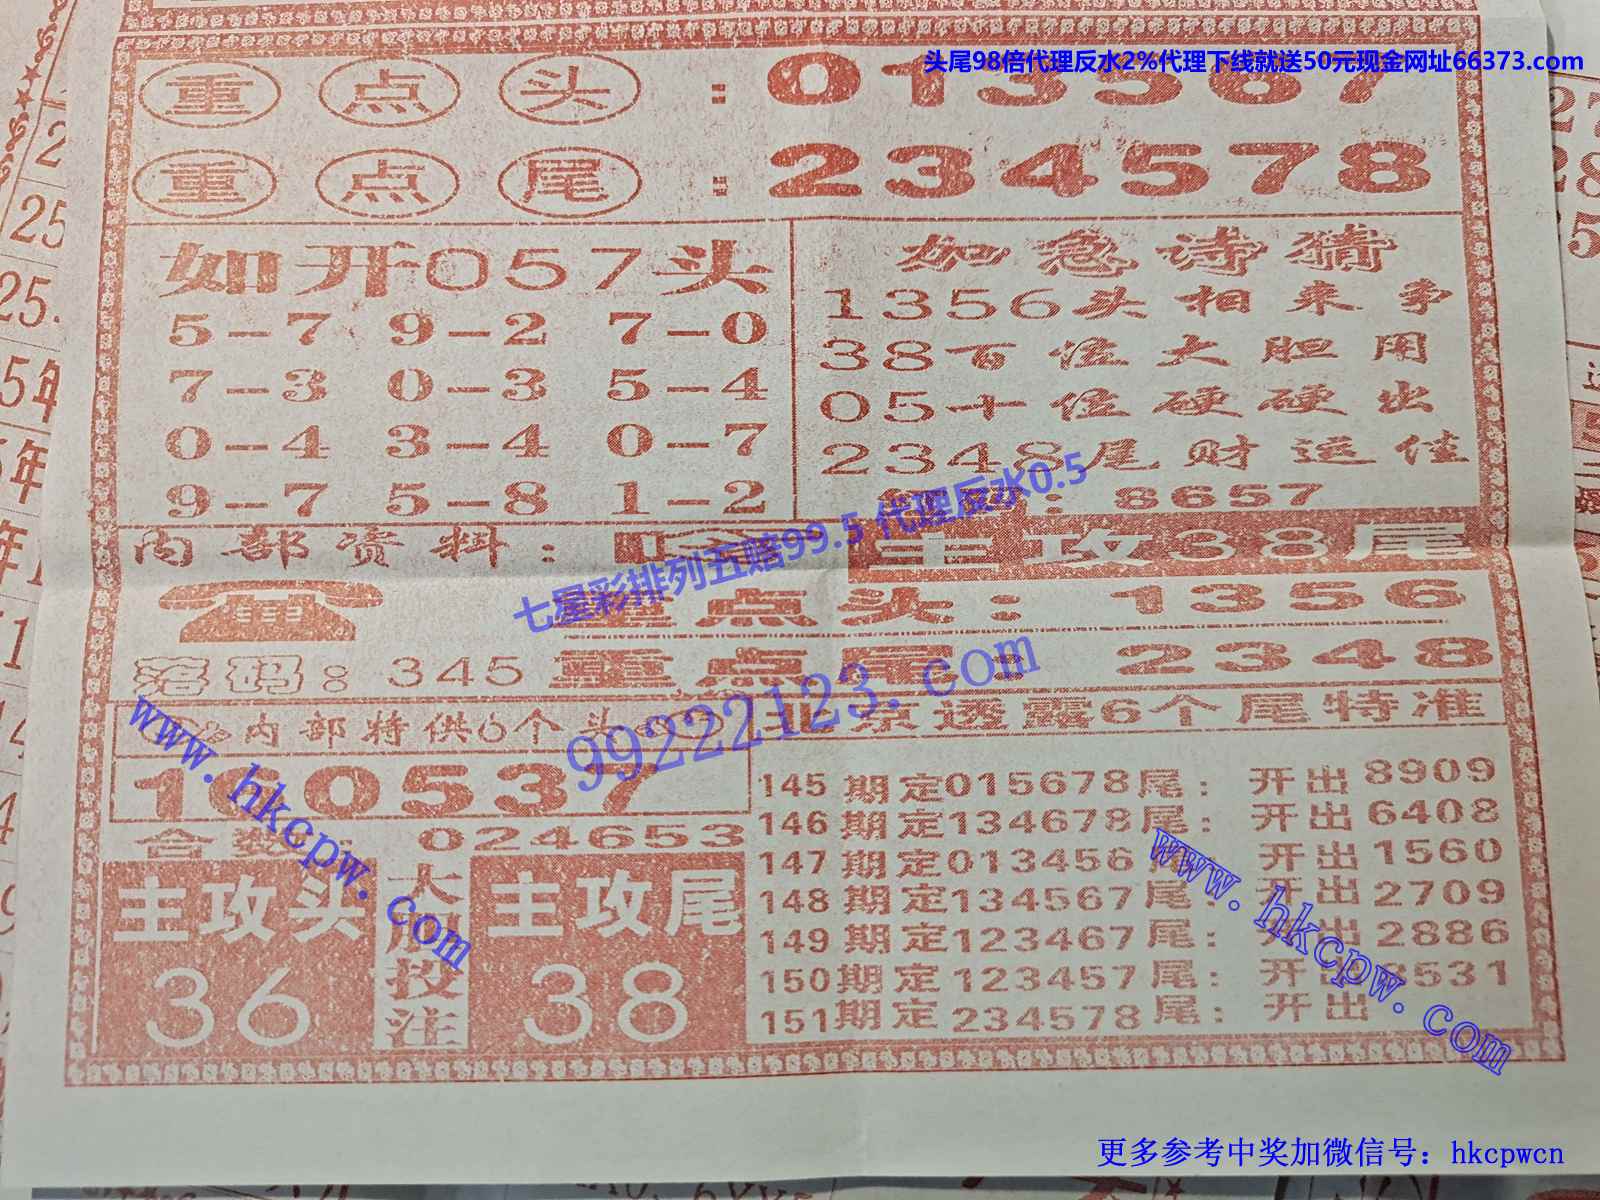 头尾98倍代理反水2%代理下线就送50元现金网址66373.com
重点头:013567
重点尾:234578
如开057头
5-7 9-2 7-0
7-3 0-3 5-4
0-4 3-4 0-7
9-7 5-8 1-2
如急诗猜
1356头相来争
38百位大胆用
05十位硬硬出
2348尾财运佳
:8657
七星彩排列五赔99.5 代理反水0.5
内部资料:
主攻38尾
重点头:1356
落码:345
重点尾:2348
99222123.com
内部特供6个头
北京透露6个尾特准
www.hkcpw.com
160537
合数 024653
主攻头
36
大胆投注
主攻尾
38
145期定015678尾:开出8909
146期定134678尾:开出6408
147期定013456尾:开出1560
148期定134567尾:开出2709
149期定123467尾:开出2886
150期定123457尾:开出3531
151期定234578尾:开出
www.hkcpw.com
更多参考中奖加微信号:hkcpwcn